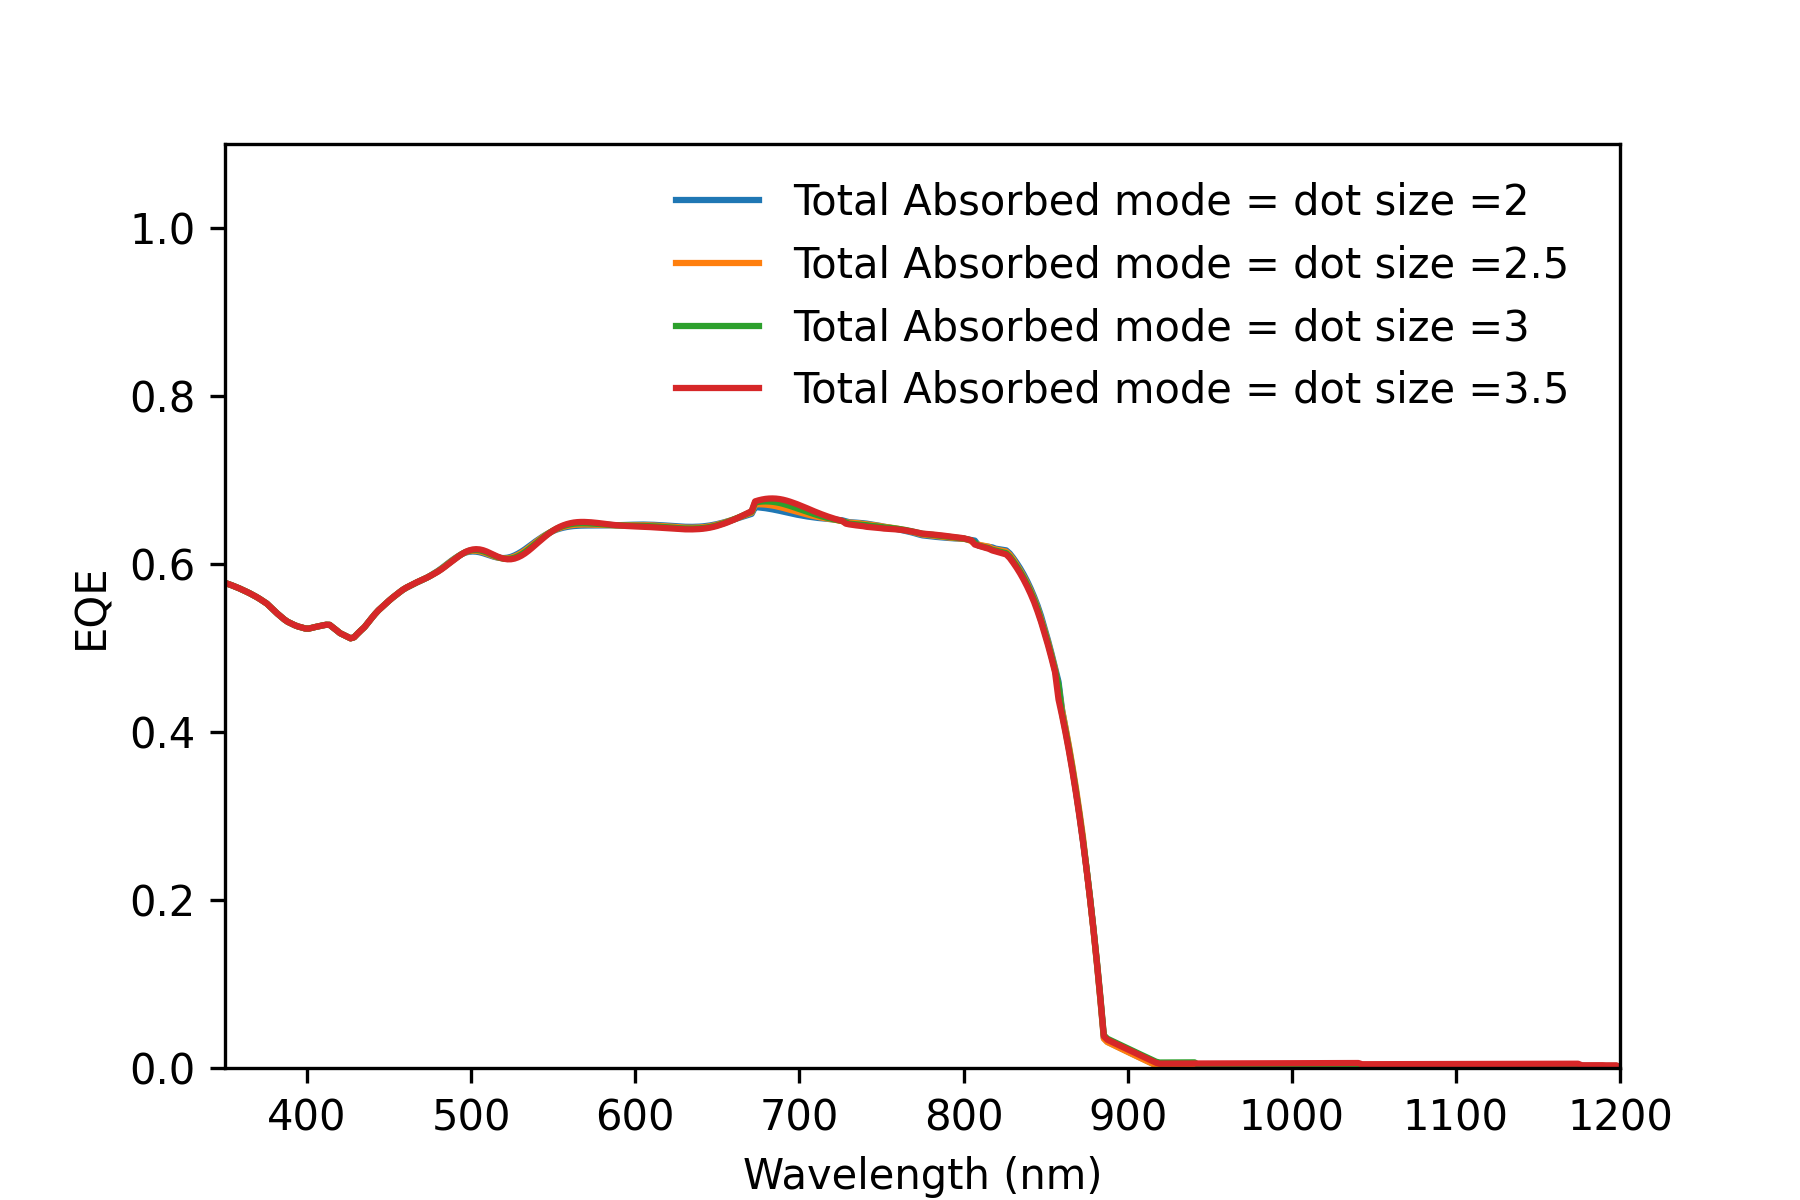 Total Absorbed mode = dot size =2
Total Absorbed mode = dot size =2.5
Total Absorbed mode = dot size =3
Total Absorbed mode = dot size =3.5
1.0
0.8
0.6
0.4
0.2
0.0
EQE
400 500 600 700 800 900 1000 1100 1200
Wavelength (nm)